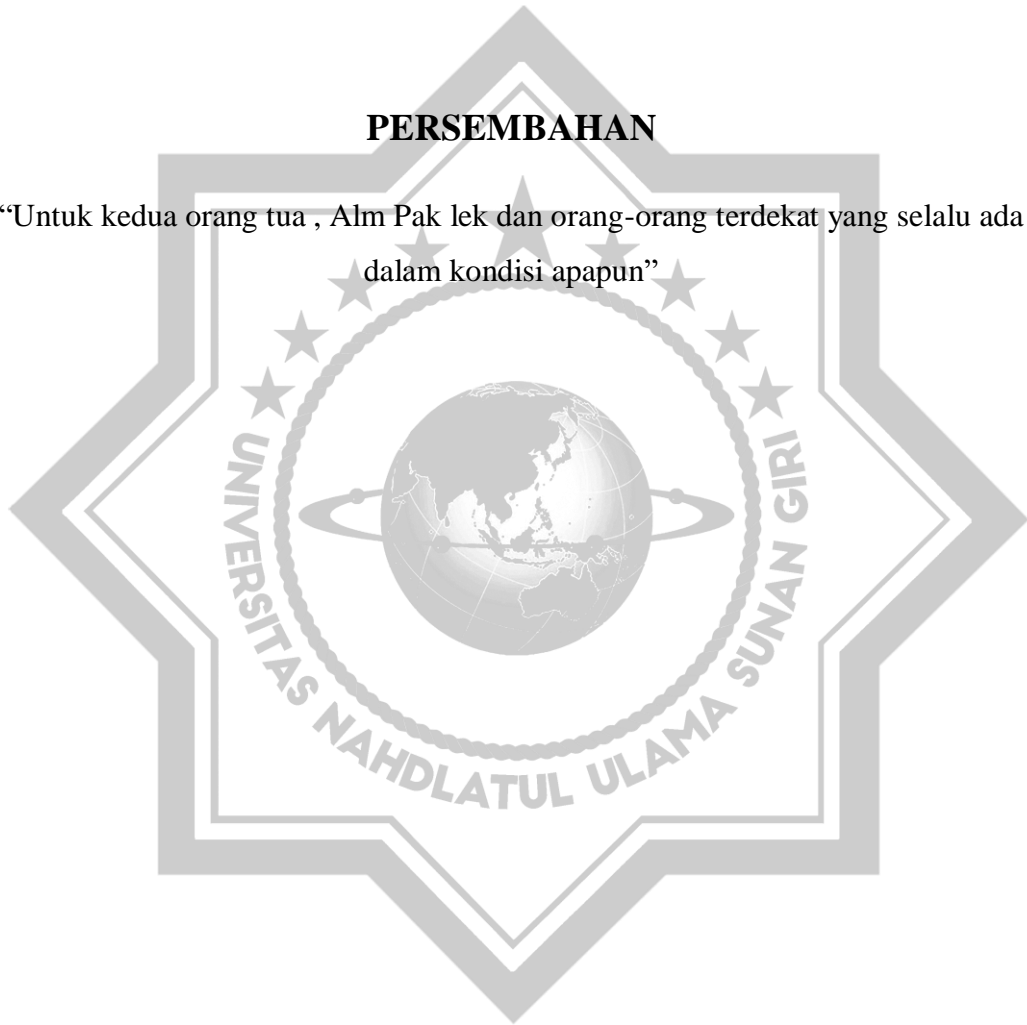 PERSEMBAHAN
“Untuk kedua orang tua , Alm Pak lek dan orang-orang terdekat yang selalu ada
dalam kondisi apapun”
UNIVERSITAS NAHDLATUL ULAMA SUNAN GIRI